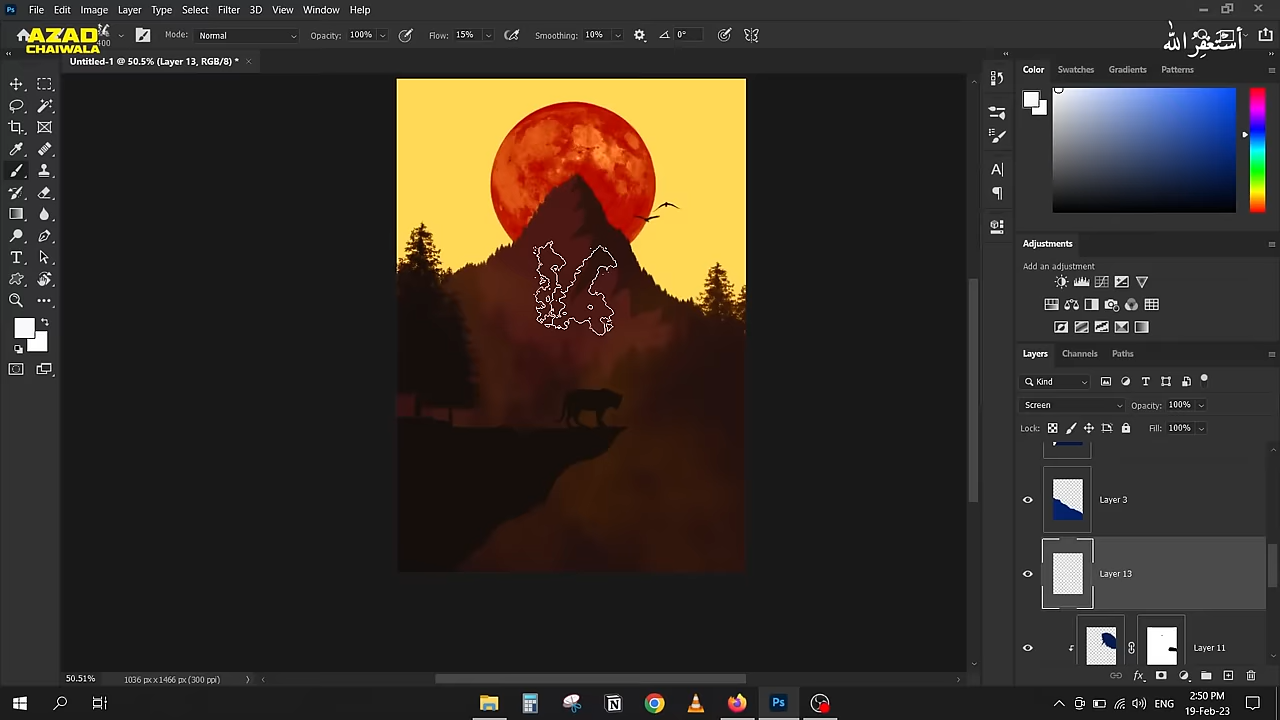 Ps File Edit Image Layer Type Select Filter 3D View Window Help
AZAD
CHAIWALA
400 Mode: Normal Opacity: 100% Flow: 15% Smoothing: 10% 0°
أستغفر الله
Untitled-1 @ 50.5% (Layer 13, RGB/8) *
Color Swatches Gradients Patterns
Adjustments
Add an adjustment
Layers Channels Paths
Kind
Screen Opacity: 100%
Lock: Fill: 100%
Layer 3
Layer 13
Layer 11
50.51% 1036 px x 1466 px (300 ppi)
Ps ENG 2:50 PM
19-Feb-23